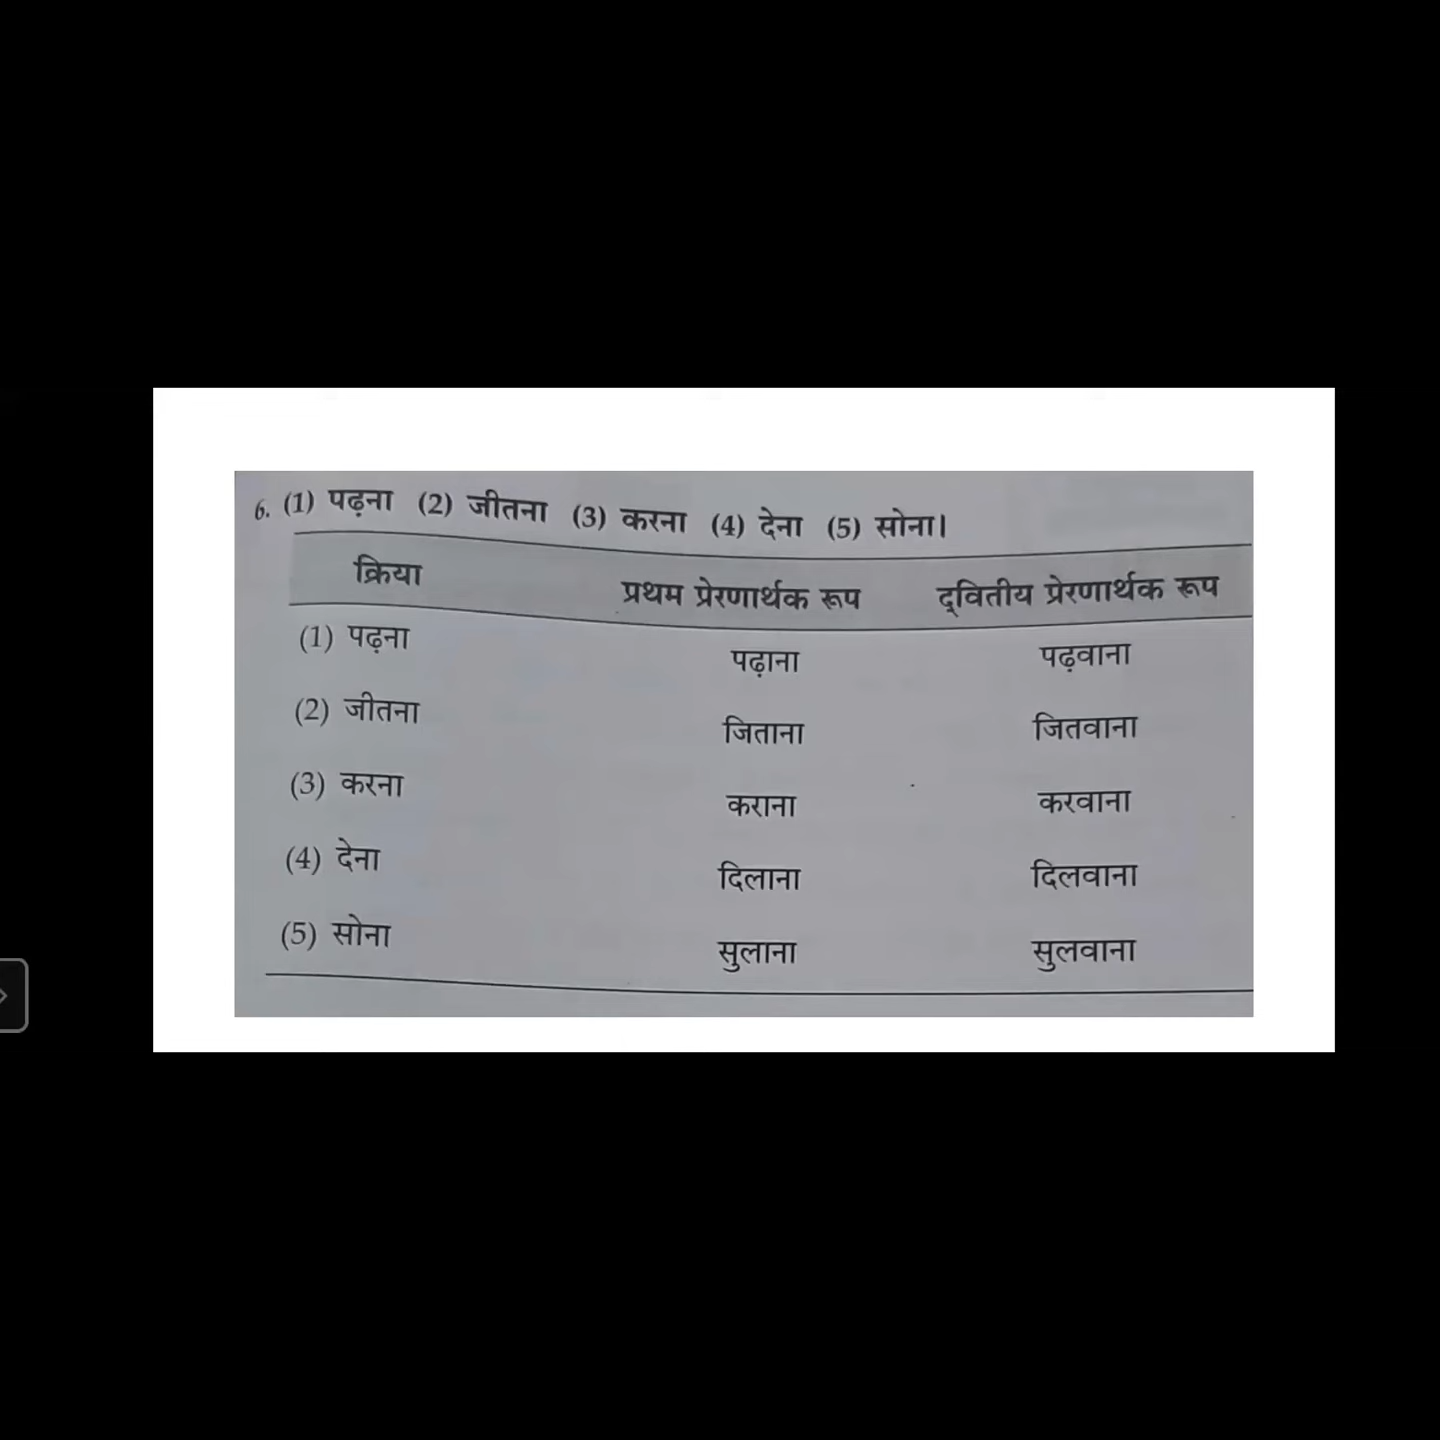 6. (1) पढ़ना (2) जीतना (3) करना (4) देना (5) सोना।
क्रिया प्रथम प्रेरणार्थक रूप द्‌वितीय प्रेरणार्थक रूप
(1) पढ़ना पढ़ाना पढ़वाना
(2) जीतना जिताना जितवाना
(3) करना कराना करवाना
(4) देना दिलाना दिलवाना
(5) सोना सुलाना सुलवाना